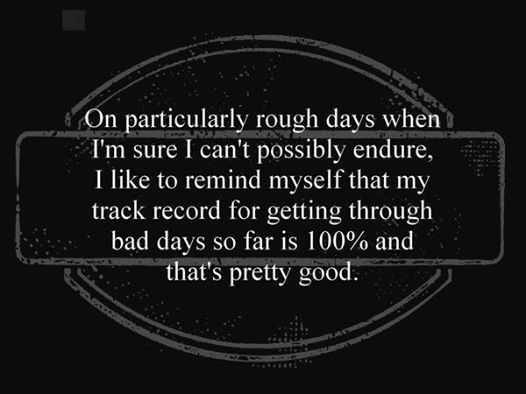 On particularly rough days when
I'm sure I can't possibly endure,
I like to remind myself that my
track record for getting through
bad days so far is 100% and
that's pretty good.